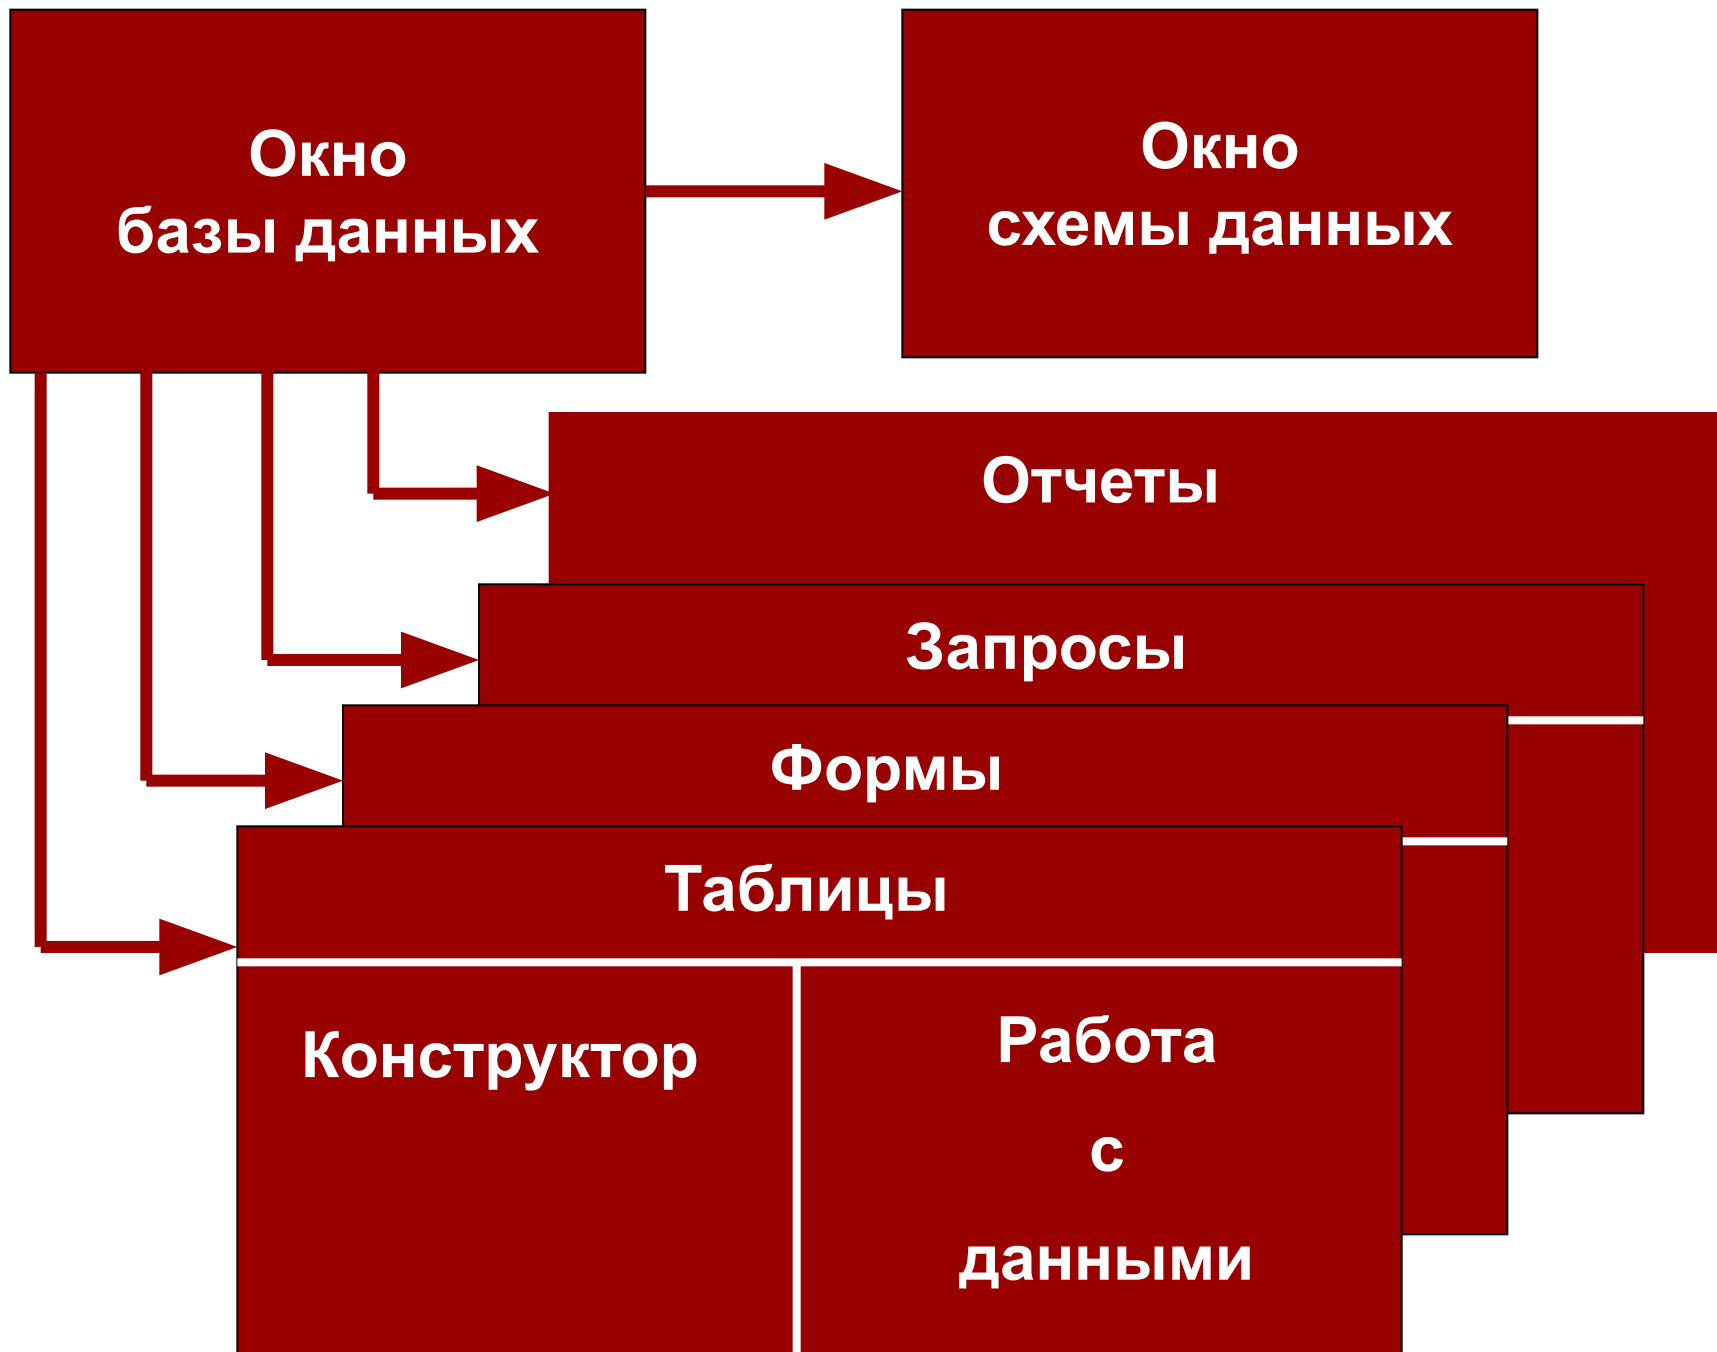 Окно
базы данных
Окно
схемы данных
Отчеты
Запросы
Формы
Таблицы
Конструктор
Работа
с
данными